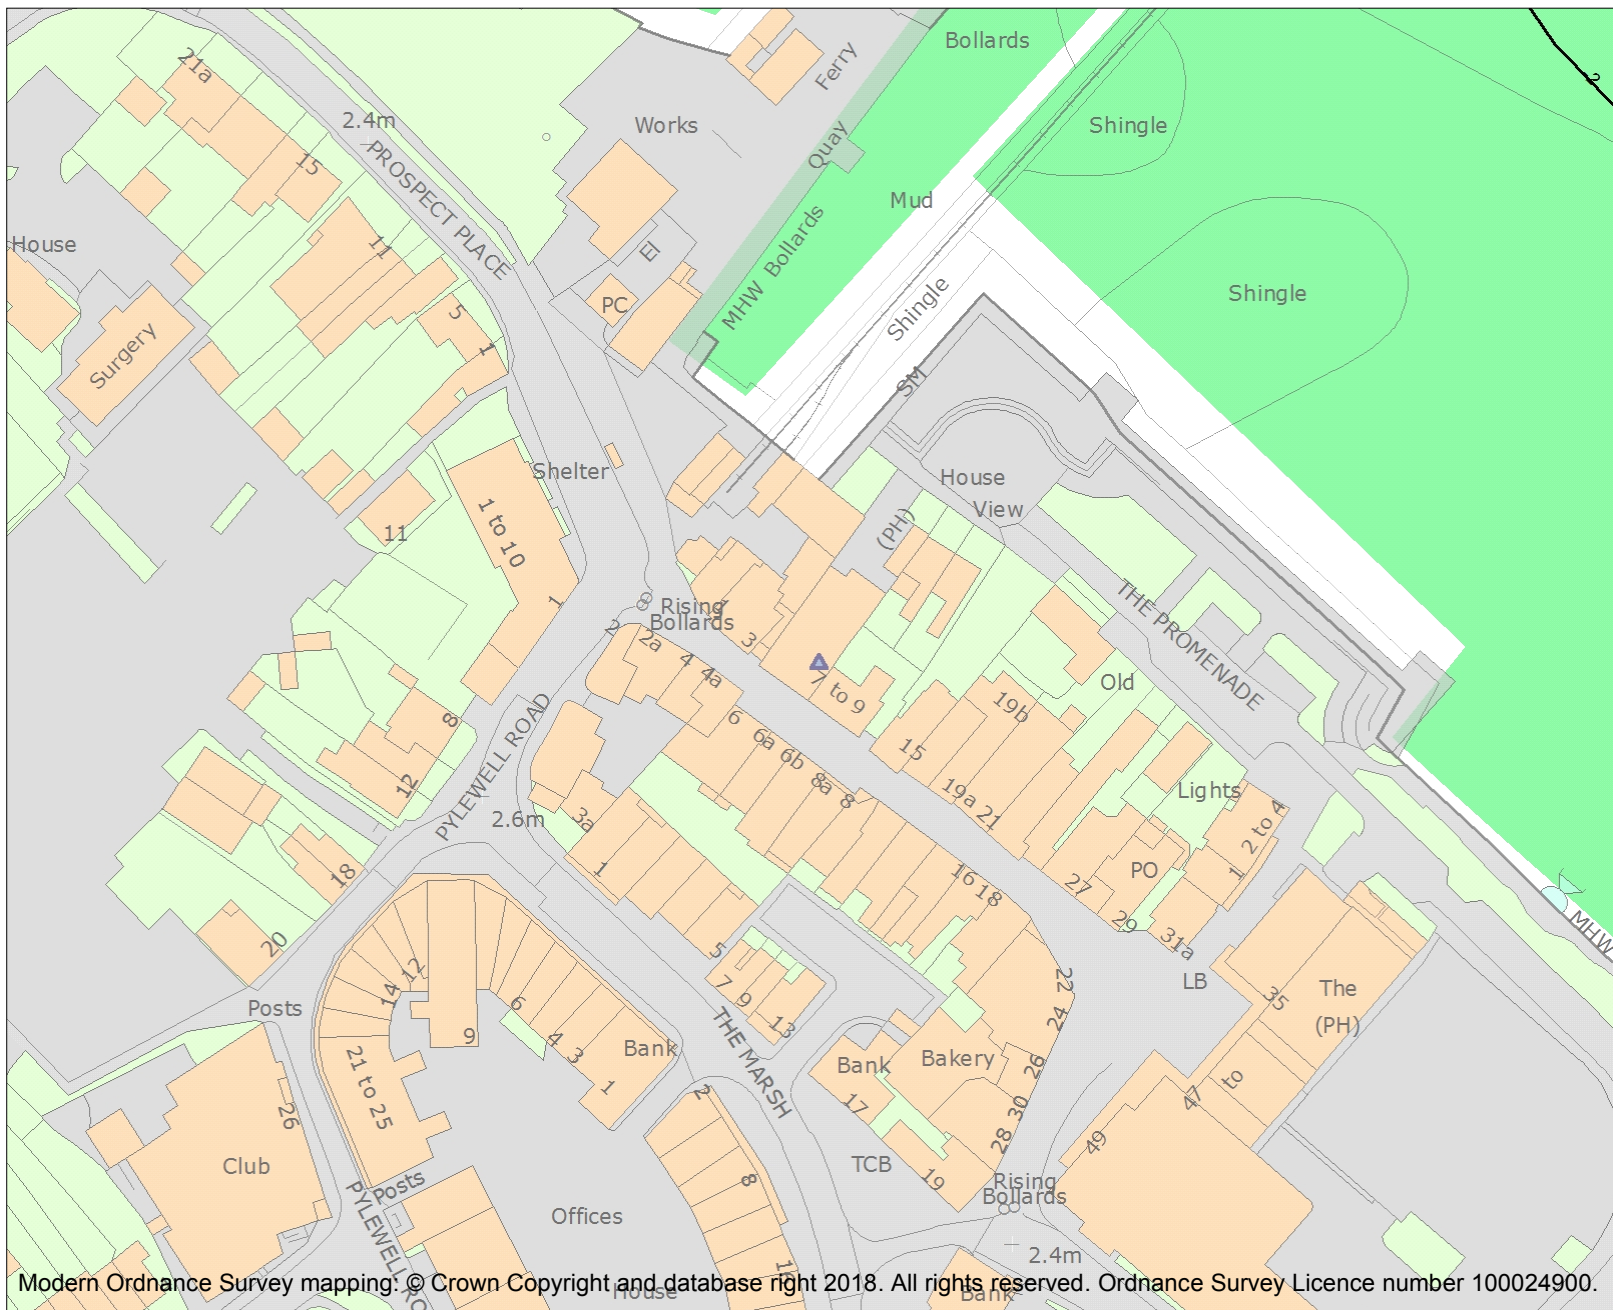 Bollards
Ferry
21a
2
2.4m
Works
Shingle
Quay
15
PROSPECT PLACE
Mud
House
11
El
MHW Bollards
Shingle
PC
Shingle
5
1
Surgery
SM
Shelter
House
View
1 to 10
(PH)
11
1
Rising
Bollards
THE PROMENADE
2
2a
1
3
4
4a
7 to 9
Old
8
6
19b
PYLEWELL ROAD
6a
6b
15
8a
8
12
19a
21
Lights
2.6m
3a
2 to 4
1
PO
1
18
16
18
27
29
31a
MHW
20
5
12
14
7
9
22
LB
35
The
(PH)
Posts
6
13
24
9
4
3
Bank
THE MARSH
Bank
Bakery
26
21 to 25
1
2
17
30
47
to
26
28
49
Club
8
TCB
19
Posts
Rising
Bollards
Offices
PYLEWELL RO
2.4m
16
House
Bank
Modern Ordnance Survey mapping: © Crown Copyright and database right 2018. All rights reserved. Ordnance Survey Licence number 100024900.